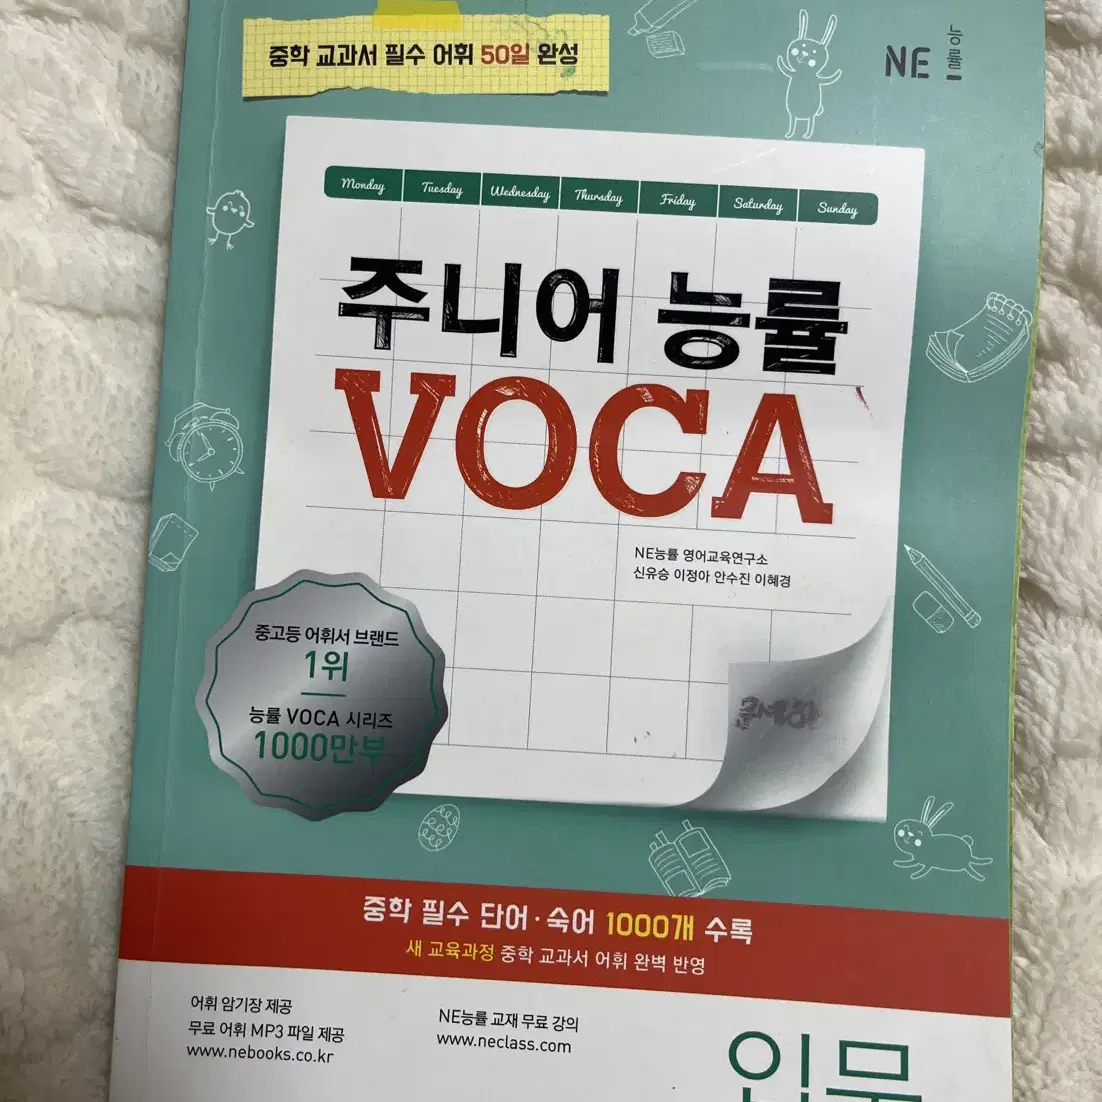 중학 교과서 필수 어휘 50일 완성
NE 능률
Monday Tuesday Wednesday Thursday Friday Saturday Sunday
주니어 능률
VOCA
NE능률 영어교육연구소
신유승 이정아 안수진 이혜경
중고등 어휘서 브랜드
1위
능률 VOCA 시리즈
1000만부
중학 필수 단어·숙어 1000개 수록
새 교육과정 중학 교과서 어휘 완벽 반영
어휘 암기장 제공
무료 어휘 MP3 파일 제공
www.nebooks.co.kr
NE능률 교재 무료 강의
www.neclass.com